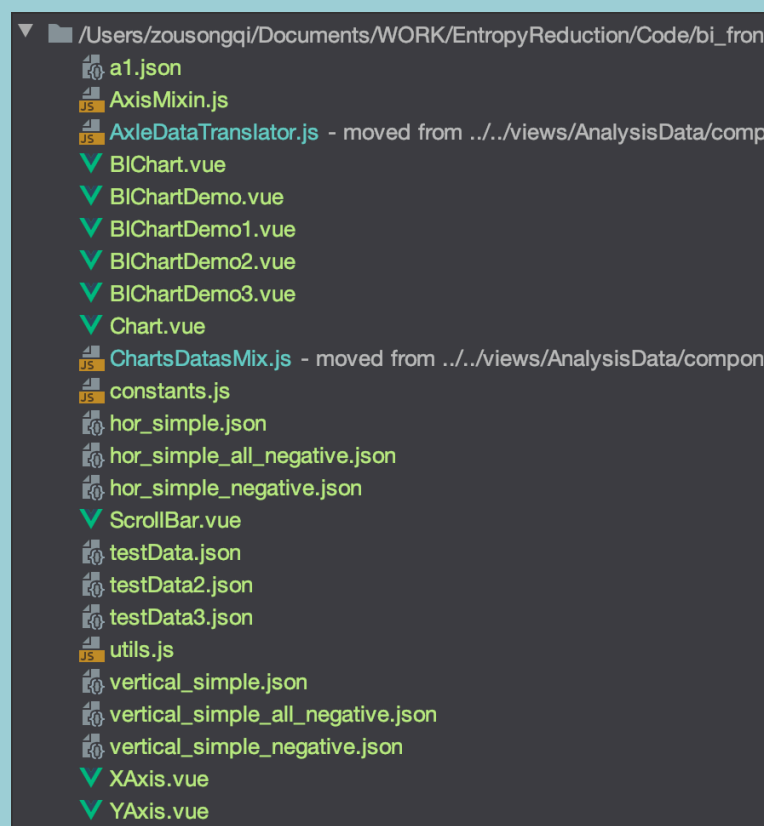 /Users/zousongqi/Documents/WORK/EntropyReduction/Code/bi_fron
a1.json
AxisMixin.js
AxleDataTranslator.js - moved from ../../views/AnalysisData/comp
BIChart.vue
BIChartDemo.vue
BIChartDemo1.vue
BIChartDemo2.vue
BIChartDemo3.vue
Chart.vue
ChartsDatasMix.js - moved from ../../views/AnalysisData/compon
constants.js
hor_simple.json
hor_simple_all_negative.json
hor_simple_negative.json
ScrollBar.vue
testData.json
testData2.json
testData3.json
utils.js
vertical_simple.json
vertical_simple_all_negative.json
vertical_simple_negative.json
XAxis.vue
YAxis.vue